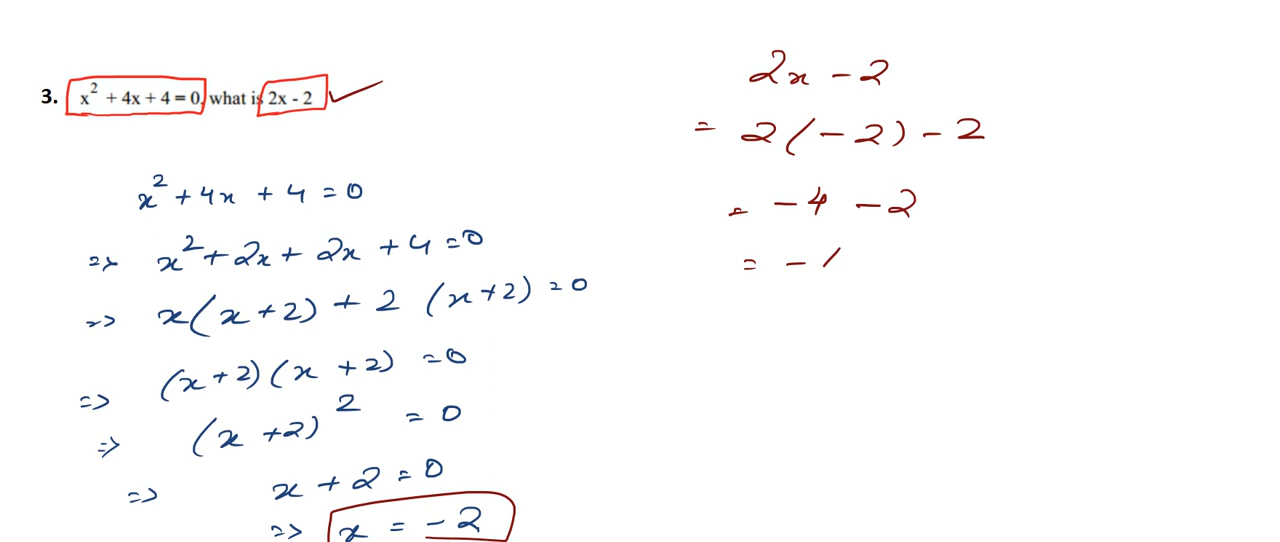 3. x² + 4x + 4 = 0, what is 2x - 2
x² + 4x + 4 = 0
=> x² + 2x + 2x + 4 = 0
=> x(x+2) + 2 (x+2) = 0
=> (x+2)(x+2) = 0
=> (x+2)² = 0
=> x + 2 = 0
=> x = -2
2x - 2
= 2(-2) - 2
= -4 - 2
= -